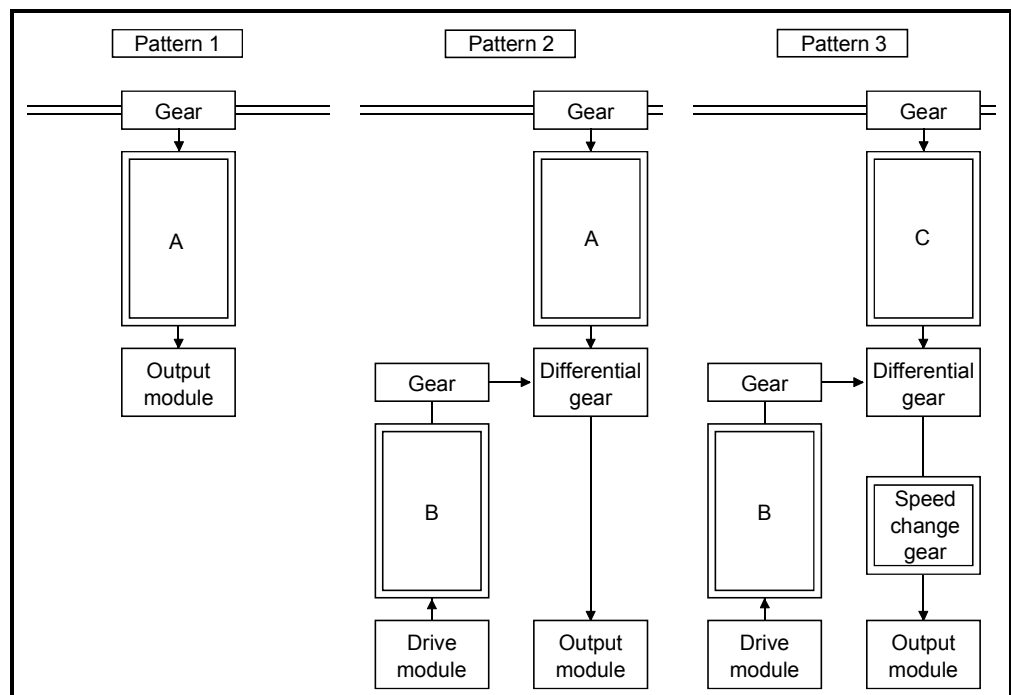 Pattern 1
Pattern 2
Pattern 3
Gear
Gear
Gear
A
A
C
Output
module
Gear
Differential
gear
Gear
Differential
gear
B
B
Speed
change
gear
Drive
module
Output
module
Drive
module
Output
module